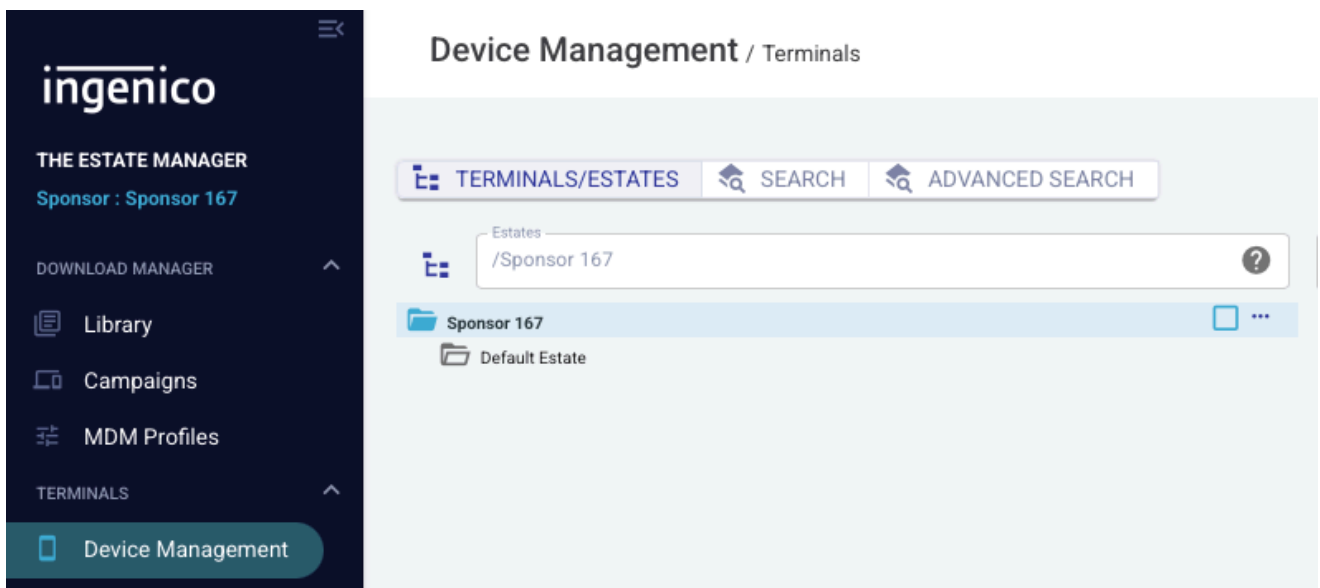 ingenico
THE ESTATE MANAGER
Sponsor : Sponsor 167
DOWNLOAD MANAGER
Library
Campaigns
MDM Profiles
TERMINALS
Device Management
Device Management / Terminals
TERMINALS/ESTATES SEARCH ADVANCED SEARCH
Estates
/Sponsor 167
Sponsor 167
Default Estate